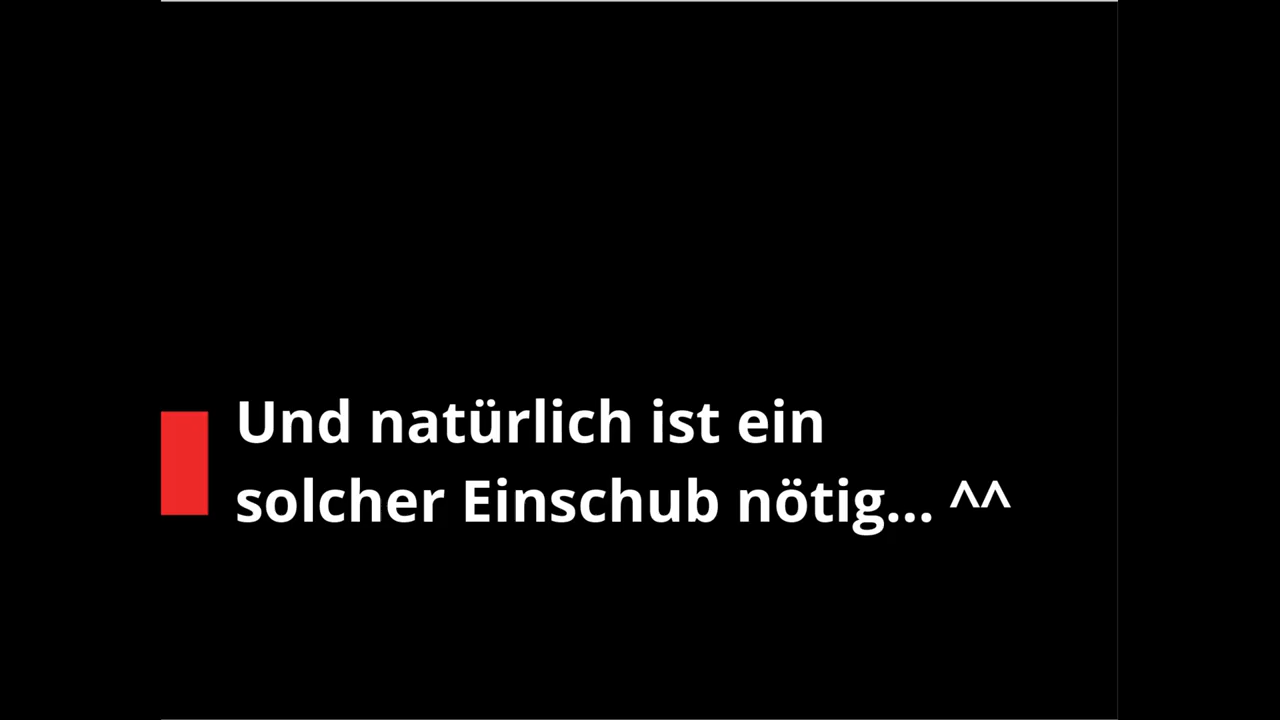 Und natürlich ist ein
solcher Einschub nötig... ^^